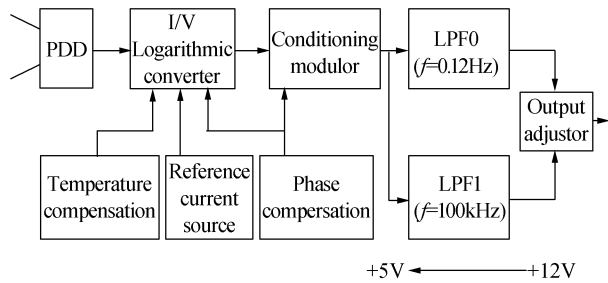 PDD
I/V
Logarithmic
converter
Conditioning
modulor
LPF0
(f=0.12Hz)
Output
adjustor
Temperature
compensation
Reference
current
source
Phase
compersation
LPF1
(f=100kHz)
+5V
+12V